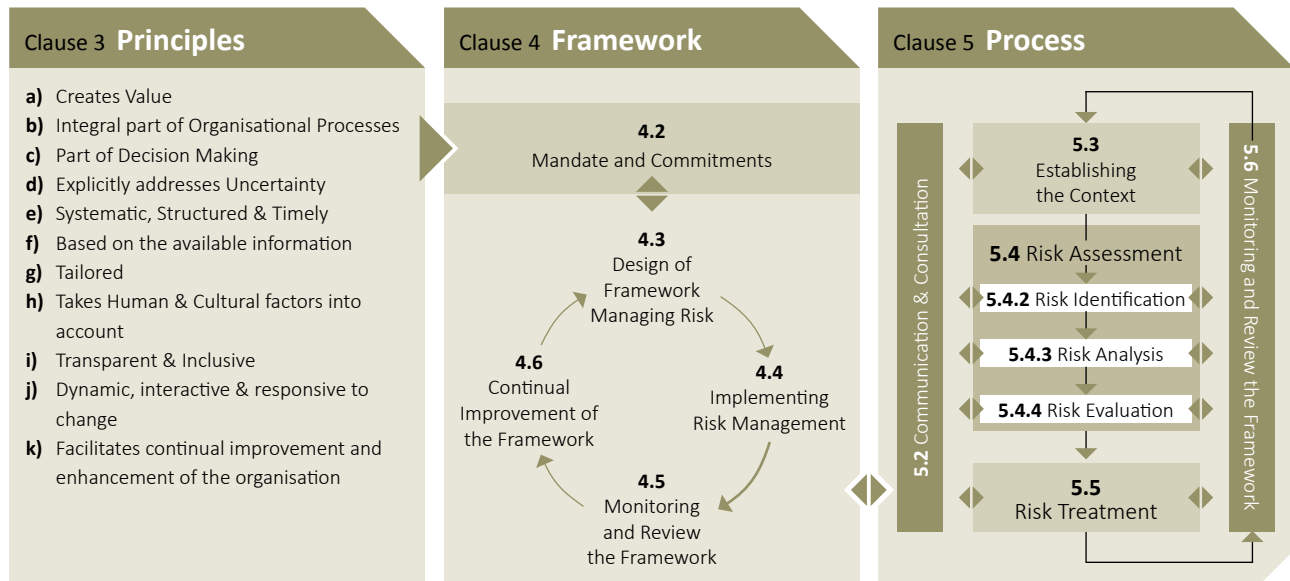 Clause 3 Principles
a) Creates Value
b) Integral part of Organisational Processes
c) Part of Decision Making
d) Explicitly addresses Uncertainty
e) Systematic, Structured & Timely
f) Based on the available information
g) Tailored
h) Takes Human & Cultural factors into
account
i) Transparent & Inclusive
j) Dynamic, interactive & responsive to
change
k) Facilitates continual improvement and
enhancement of the organisation
Clause 4 Framework
4.2
Mandate and Commitments
4.3
Design of
Framework
Managing Risk
4.4
Implementing
Risk Management
4.5
Monitoring
and Review
the Framework
4.6
Continual
Improvement of
the Framework
Clause 5 Process
5.2 Communication & Consultation
5.3
Establishing
the Context
5.4 Risk Assessment
5.4.2 Risk Identification
5.4.3 Risk Analysis
5.4.4 Risk Evaluation
5.5
Risk Treatment
5.6 Monitoring and Review the Framework